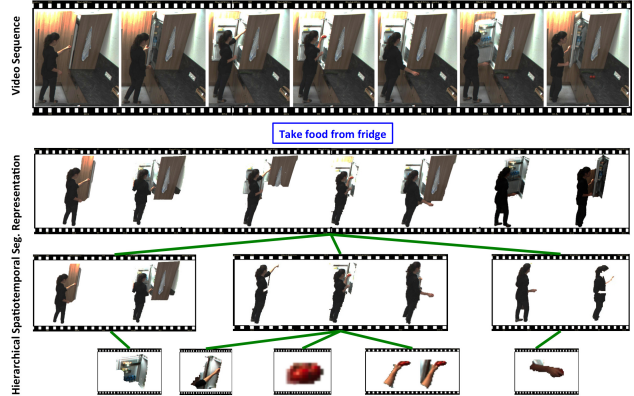 Video Sequence
Take food from fridge
Hierarchical Spatiotemporal Seg. Representation